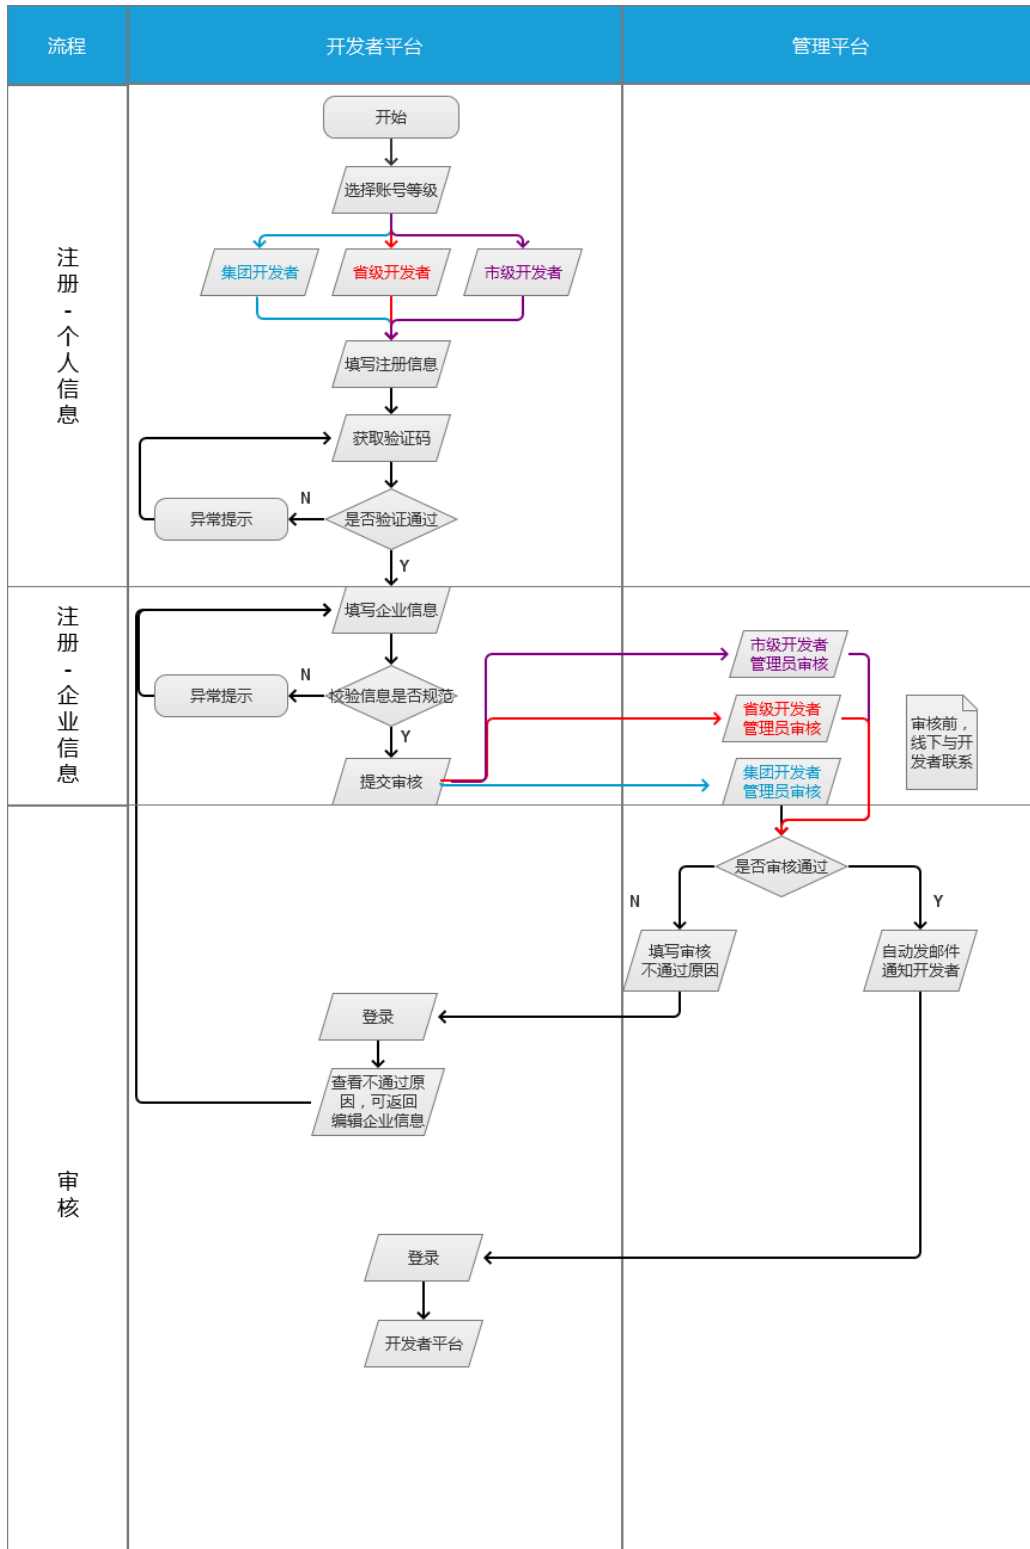 流程
开发者平台
管理平台
注
册
-
个
人
信
息
开始
选择账号等级
集团开发者
省级开发者
市级开发者
填写注册信息
获取验证码
异常提示
N
是否验证通过
Y
注
册
-
企
业
信
息
填写企业信息
异常提示
N
校验信息是否规范
Y
提交审核
市级开发者
管理员审核
省级开发者
管理员审核
集团开发者
管理员审核
审核前，
线下与开
发者联系
审
核
是否审核通过
N
Y
填写审核
不通过原因
自动发邮件
通知开发者
登录
查看不通过原
因，可返回
编辑企业信息
登录
开发者平台